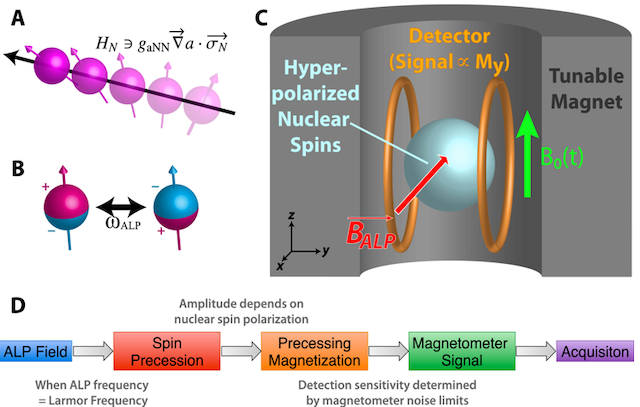 A
H_N ∋ g_aNN ∇⃗a · σ_N⃗
B
+
−
ω_ALP
−
+
C
Detector
(Signal ∝ My)
Hyper-
polarized
Nuclear
Spins
Tunable
Magnet
B₀(t)
B_ALP
z
y
x
D
Amplitude depends on
nuclear spin polarization
ALP Field
Spin
Precession
Precessing
Magnetization
Magnetometer
Signal
Acquisiton
When ALP frequency
= Larmor Frequency
Detection sensitivity determined
by magnetometer noise limits